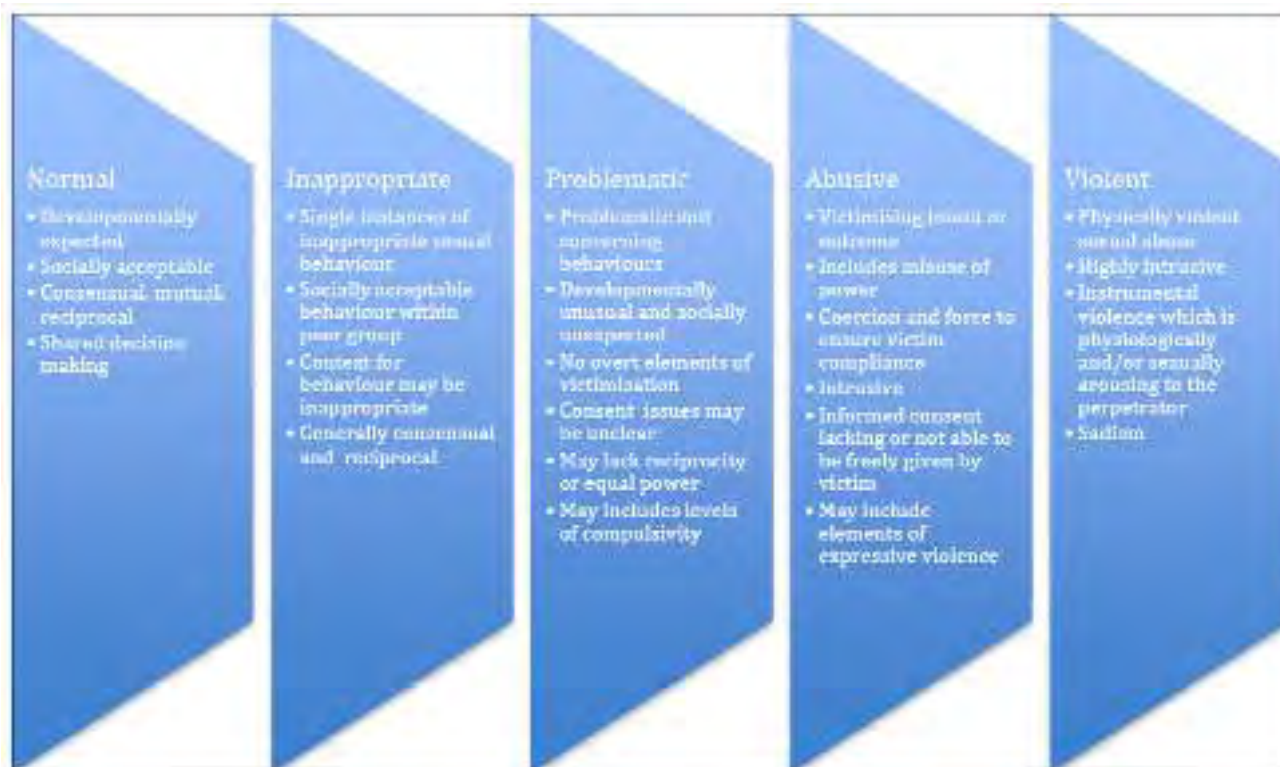 Normal
• Developmentally
expected
• Socially acceptable
• Consensual, mutual,
reciprocal
• Shared decision
making
Inappropriate
• Single instances of
inappropriate sexual
behaviour
• Socially acceptable
behaviour within
peer group
• Context for
behaviour may be
inappropriate
• Generally consensual
and reciprocal
Problematic
• Problematic and
concerning
behaviours
• Developmentally
unusual and socially
unexpected
• No overt elements of
victimisation
• Consent issues may
be unclear
• May lack reciprocity
or equal power
• May includes levels
of compulsivity
Abusive
• Victimising intent or
outcome
• Includes misuse of
power
• Coercion and force to
ensure victim
compliance
• Intrusive
• Informed consent
lacking or not able to
be freely given by
victim
• May include
elements of
expressive violence
Violent
• Physically violent
sexual abuse
• Highly intrusive
• Instrumental
violence which is
physiologically
and/or sexually
arousing to the
perpetrator
• Sadism